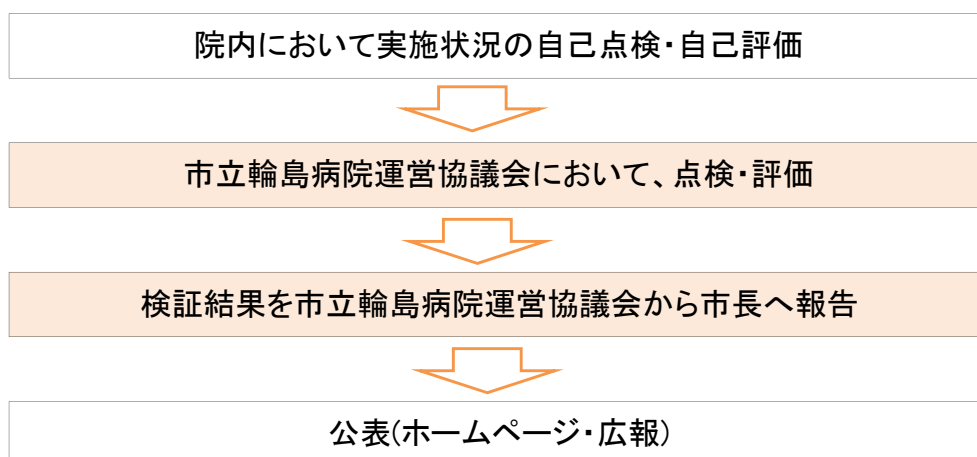 院内において実施状況の自己点検・自己評価
市立輪島病院運営協議会において、点検・評価
検証結果を市立輪島病院運営協議会から市長へ報告
公表(ホームページ・広報)